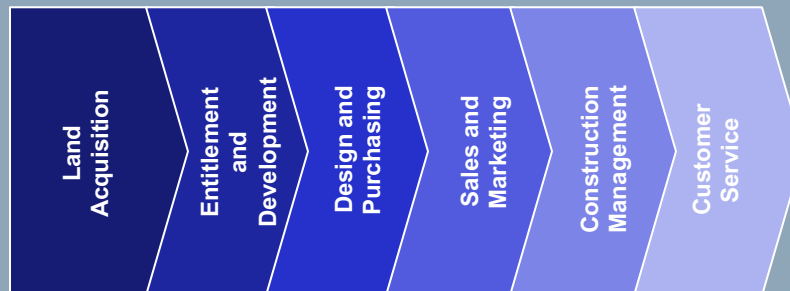 Land
Acquisition
Entitlement
and
Development
Design and
Purchasing
Sales and
Marketing
Construction
Management
Customer
Service